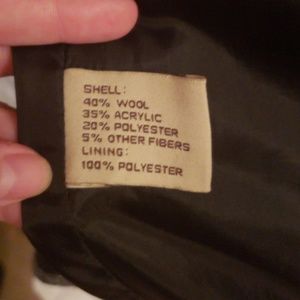 SHELL:
40% WOOL
35% ACRYLIC
20% POLYESTER
5% OTHER FIBERS
LINING:
100% POLYESTER